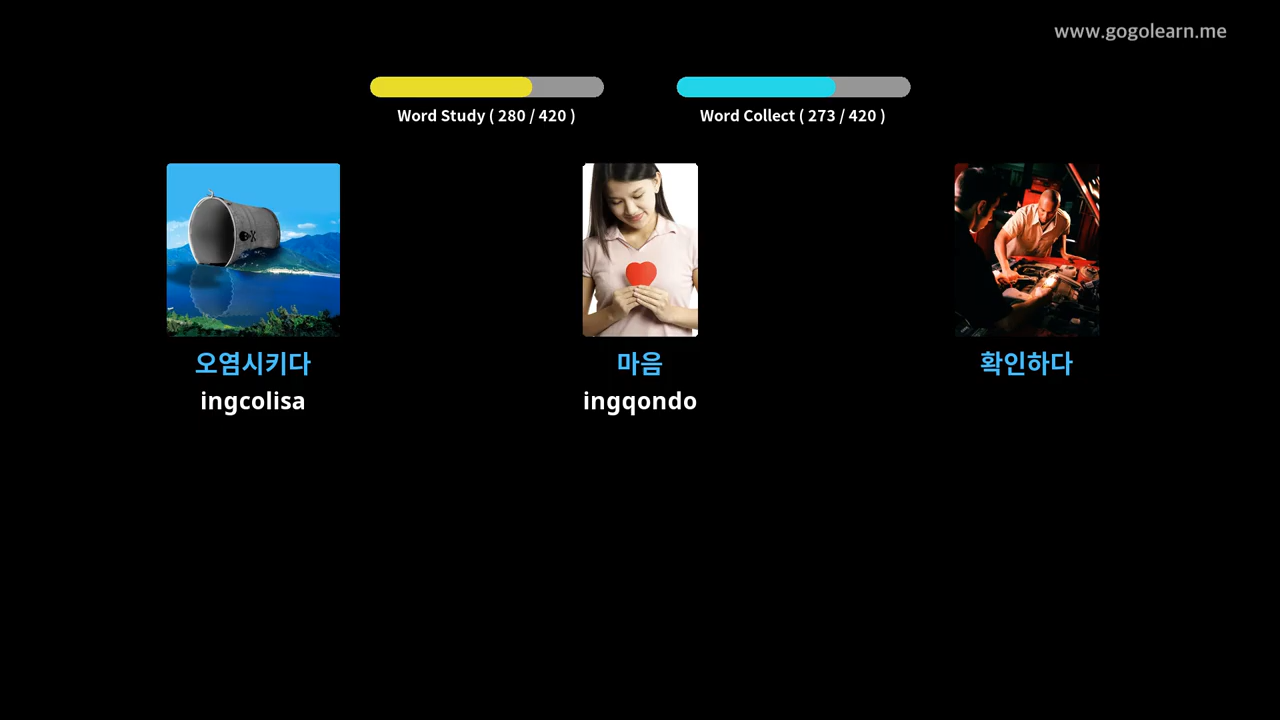 www.gogolearn.me
Word Study ( 280 / 420 )
Word Collect ( 273 / 420 )
오염시키다
마음
확인하다
ingcolisa
ingqondo